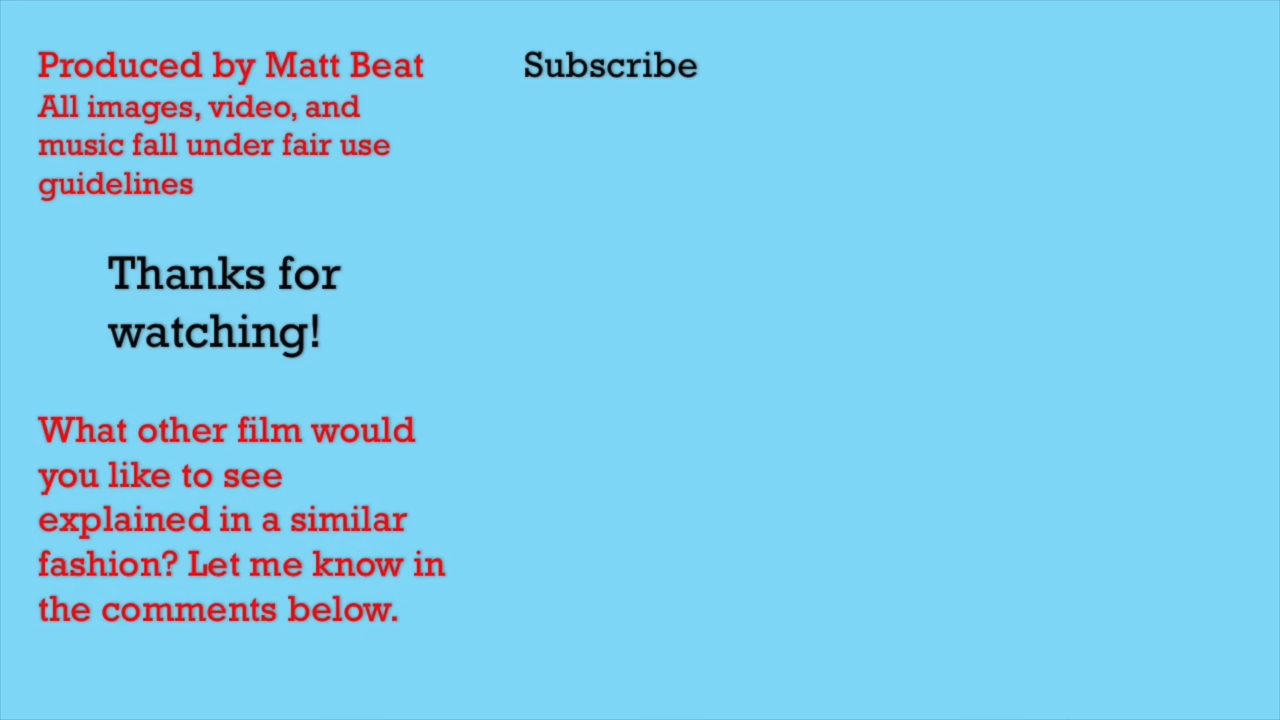 Produced by Matt Beat
All images, video, and
music fall under fair use
guidelines
Subscribe
Thanks for
watching!
What other film would
you like to see
explained in a similar
fashion? Let me know in
the comments below.